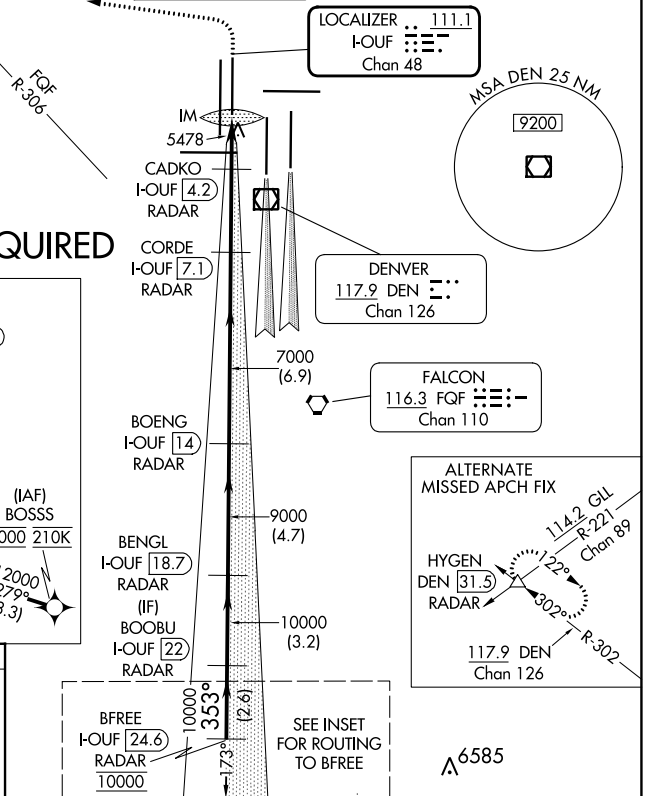 LOCALIZER 111.1
I-OUF
Chan 48
FQF
R-306
MSA DEN 25 NM
9200
IM
5478
CADKO
I-OUF 4.2
RADAR
QUIRED
CORDE
I-OUF 7.1
RADAR
DENVER
117.9 DEN
Chan 126
7000
(6.9)
FALCON
116.3 FQF
Chan 110
BOENG
I-OUF 14
RADAR
ALTERNATE
MISSED APCH FIX
114.2 GLL
R-221
Chan 89
(IAF)
BOSSS
000 210K
2000
279°
8.3)
9000
(4.7)
BENGL
I-OUF 18.7
RADAR
HYGEN
DEN 31.5
RADAR
122°
302°
R-302
117.9 DEN
Chan 126
(IF)
BOOBU
I-OUF 22
RADAR
10000
(3.2)
10000
353°
(2.6)
BFREE
I-OUF 24.6
RADAR
10000
173°
SEE INSET
FOR ROUTING
TO BFREE
6585